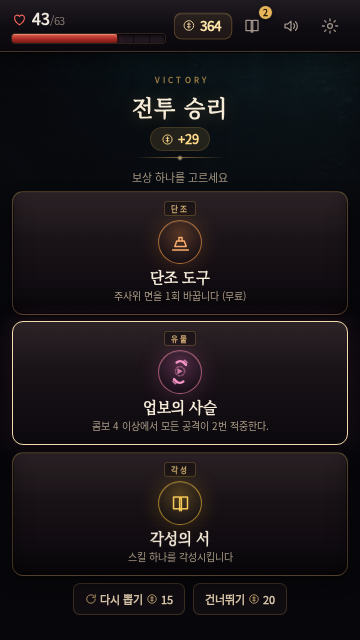 43/63
364
2
VICTORY
전투 승리
+29
보상 하나를 고르세요
단조
단조 도구
주사위 면을 1회 바꿉니다 (무료)
유물
업보의 사슬
콤보 4 이상에서 모든 공격이 2번 적중한다.
각성
각성의 서
스킬 하나를 각성시킵니다
다시 뽑기 15
건너뛰기 20